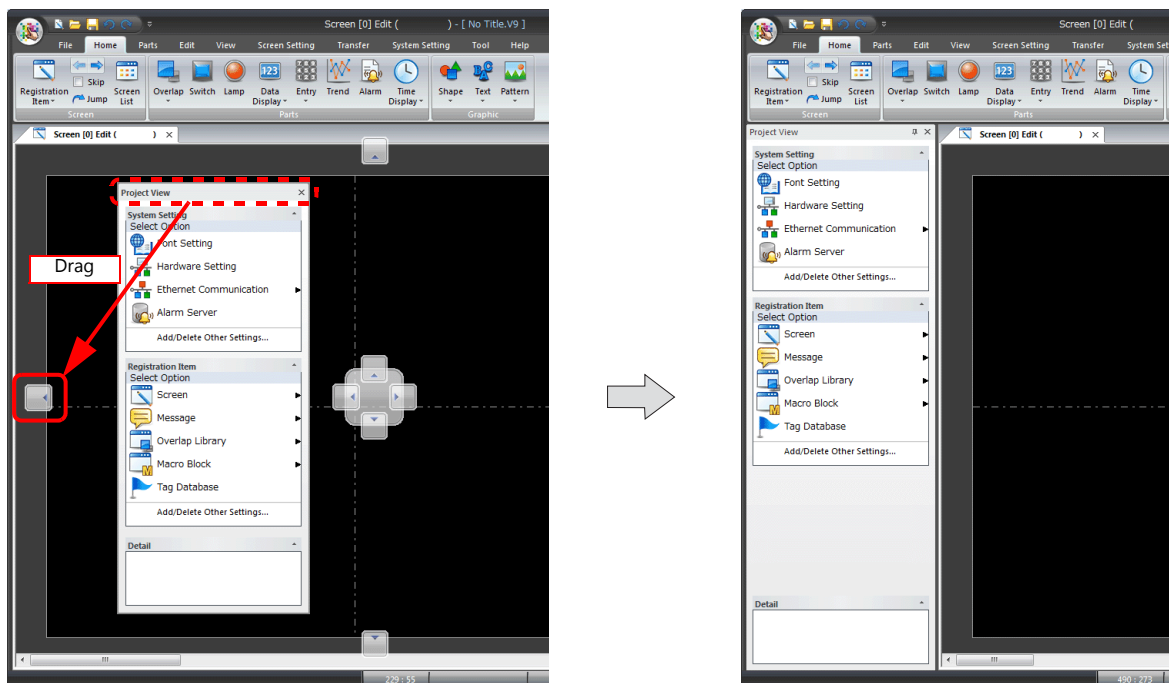 Screen [0] Edit ( ) - [ No Title.V9 ]
File Home Parts Edit View Screen Setting Transfer System Setting Tool Help
Registration Item
Skip
Jump
Screen List
Overlap Switch Lamp Data Display Entry Trend Alarm Time Display
Shape Text Pattern
Screen Parts Graphic
Screen [0] Edit ( ) ×
Project View
System Setting
Select Option
Font Setting
Hardware Setting
Ethernet Communication
Alarm Server
Add/Delete Other Settings...
Registration Item
Select Option
Screen
Message
Overlap Library
Macro Block
Tag Database
Add/Delete Other Settings...
Detail
Drag
229 : 55
Screen [0] Edit (
File Home Parts Edit View Screen Setting Transfer System Set
Registration Item
Skip
Jump
Screen List
Overlap Switch Lamp Data Display Entry Trend Alarm Time Display
Screen Parts
Project View
Screen [0] Edit ( ) ×
System Setting
Select Option
Font Setting
Hardware Setting
Ethernet Communication
Alarm Server
Add/Delete Other Settings...
Registration Item
Select Option
Screen
Message
Overlap Library
Macro Block
Tag Database
Add/Delete Other Settings...
Detail
490 : 273